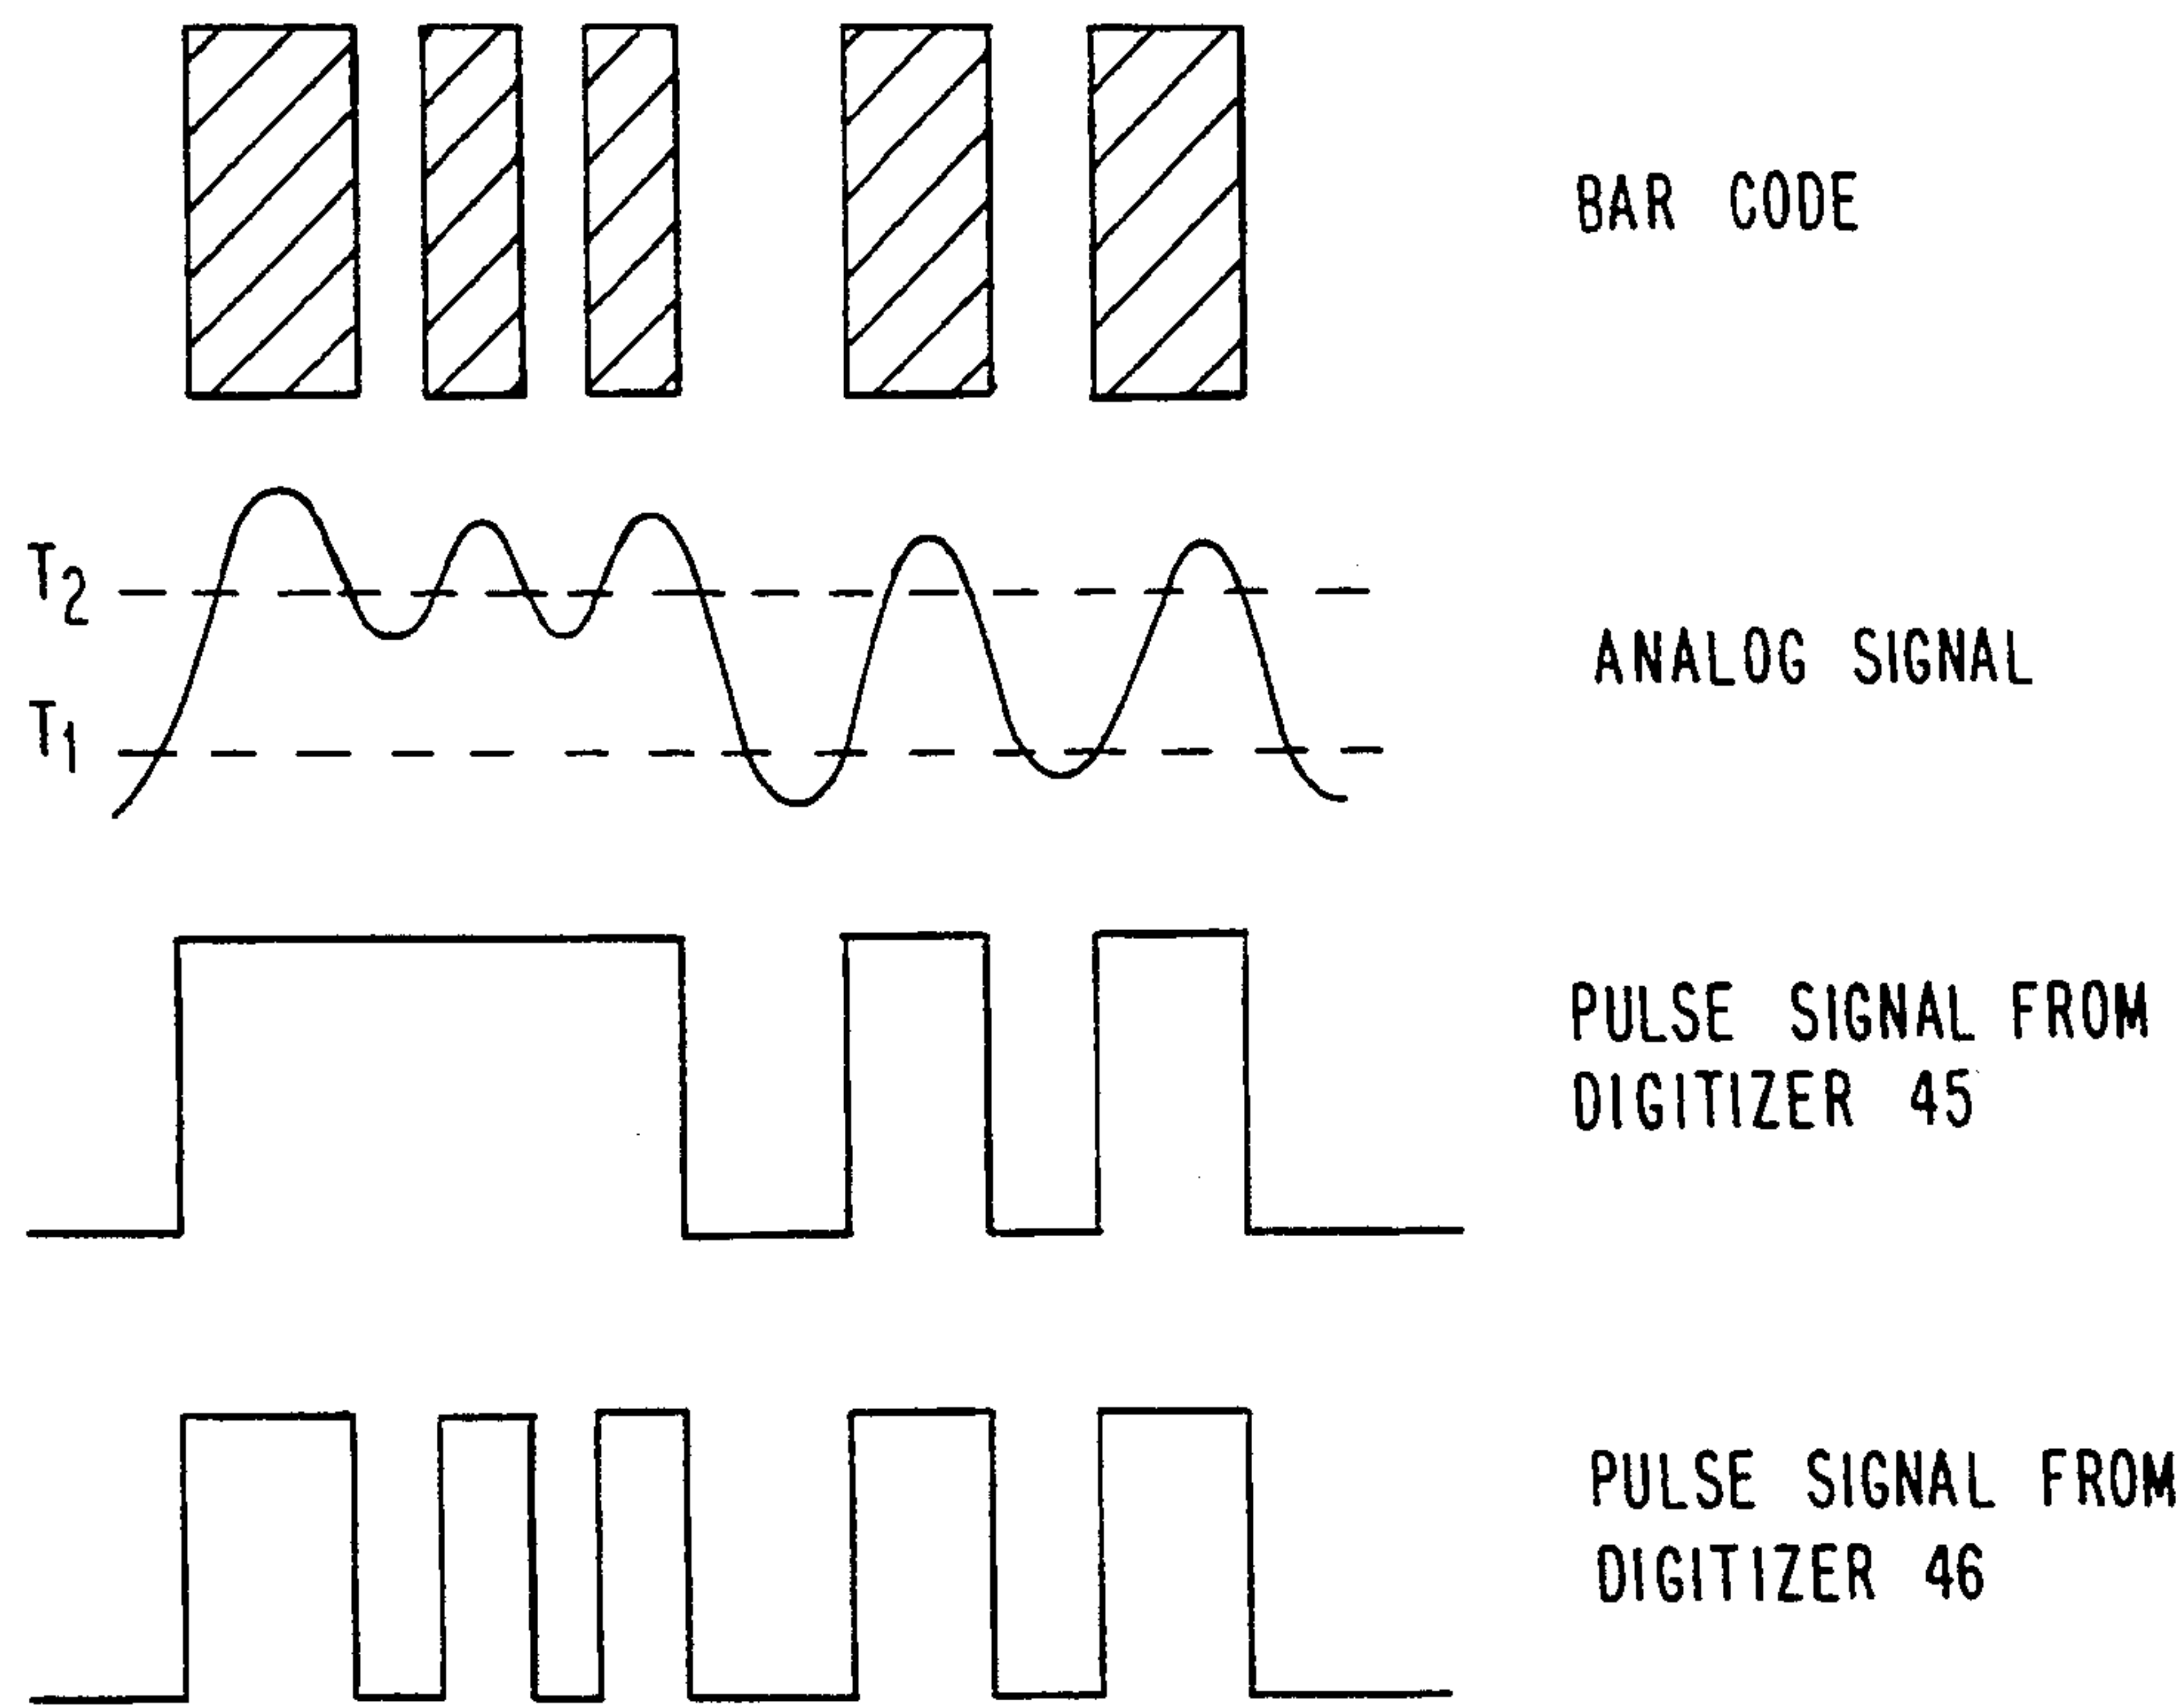 BAR CODE
T2
ANALOG SIGNAL
T1
PULSE SIGNAL FROM
DIGITIZER 45
PULSE SIGNAL FROM
DIGITIZER 46